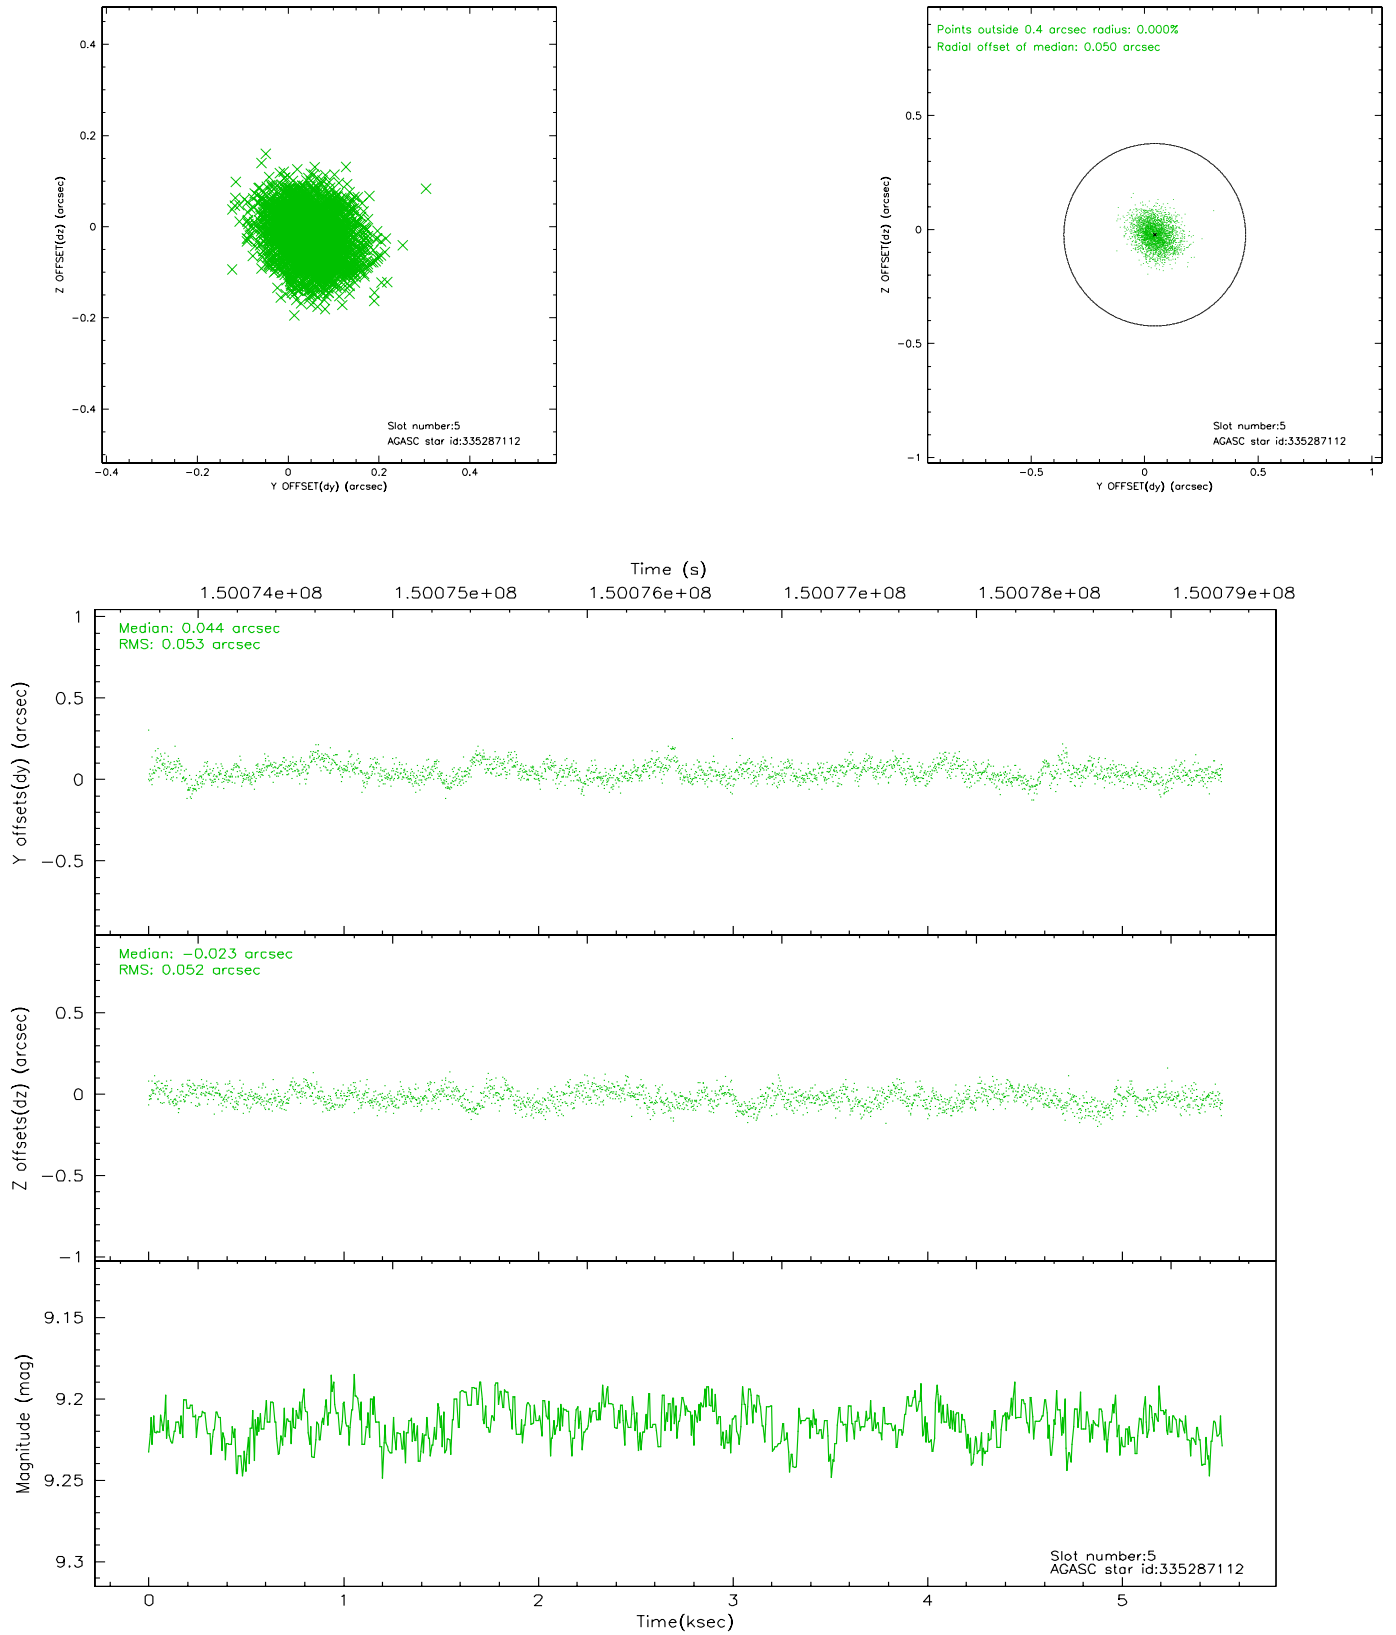 0.4
0.2
0
−0.2
−0.4
Z OFFSET(dz) (arcsec)
Slot number:5
AGASC star id:335287112
−0.4 −0.2 0 0.2 0.4
Y OFFSET(dy) (arcsec)
Points outside 0.4 arcsec radius: 0.000%
Radial offset of median: 0.050 arcsec
0.5
0
−0.5
−1
Z OFFSET(dz) (arcsec)
Slot number:5
AGASC star id:335287112
−0.5 0 0.5 1
Y OFFSET(dy) (arcsec)
Time (s)
1.50074e+08 1.50075e+08 1.50076e+08 1.50077e+08 1.50078e+08 1.50079e+08
Median: 0.044 arcsec
RMS: 0.053 arcsec
1
0.5
0
−0.5
Y offsets(dy) (arcsec)
Median: −0.023 arcsec
RMS: 0.052 arcsec
0.5
0
−0.5
−1
Z offsets(dz) (arcsec)
9.15
9.2
9.25
9.3
Magnitude (mag)
Slot number:5
AGASC star id:335287112
0 1 2 3 4 5
Time(ksec)